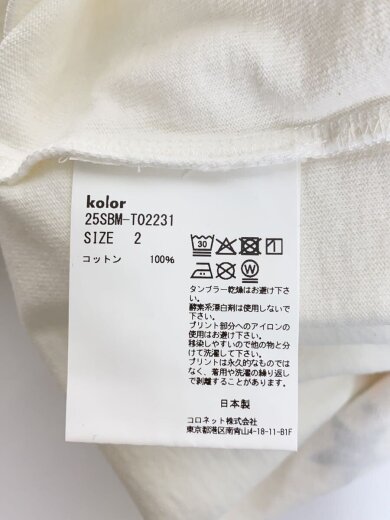 kolor
25SBM-T02231
SIZE 2
コットン 100%
30
W
タンブラー乾燥はお避け下さ
い。
酵素系漂白剤は使用しないで
下さい。
プリント部分へのアイロンの
使用はお避け下さい。
移染しやすいので他の物と分
けて洗濯して下さい。
プリントは永久的なものでは
なく、着用や洗濯の繰り返し
で剥離することがあります。
日本製
コロネット株式会社
東京都港区南青山4-18-11-B1F